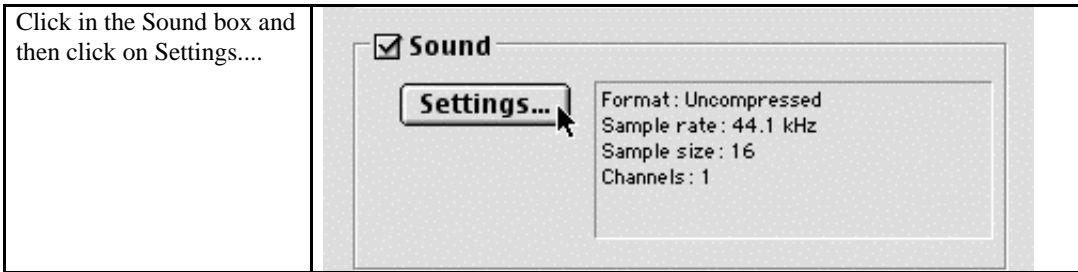 Click in the Sound box and
then click on Settings....
Sound
Settings...
Format: Uncompressed
Sample rate: 44.1 kHz
Sample size: 16
Channels: 1